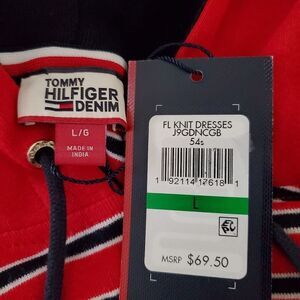 TOMMY
HILFIGER
DENIM
L/G
MADE IN
INDIA
FL KNIT DRESSES
J9GDNCGB
54s
1 92114 17618 1
L
MSRP $69.50